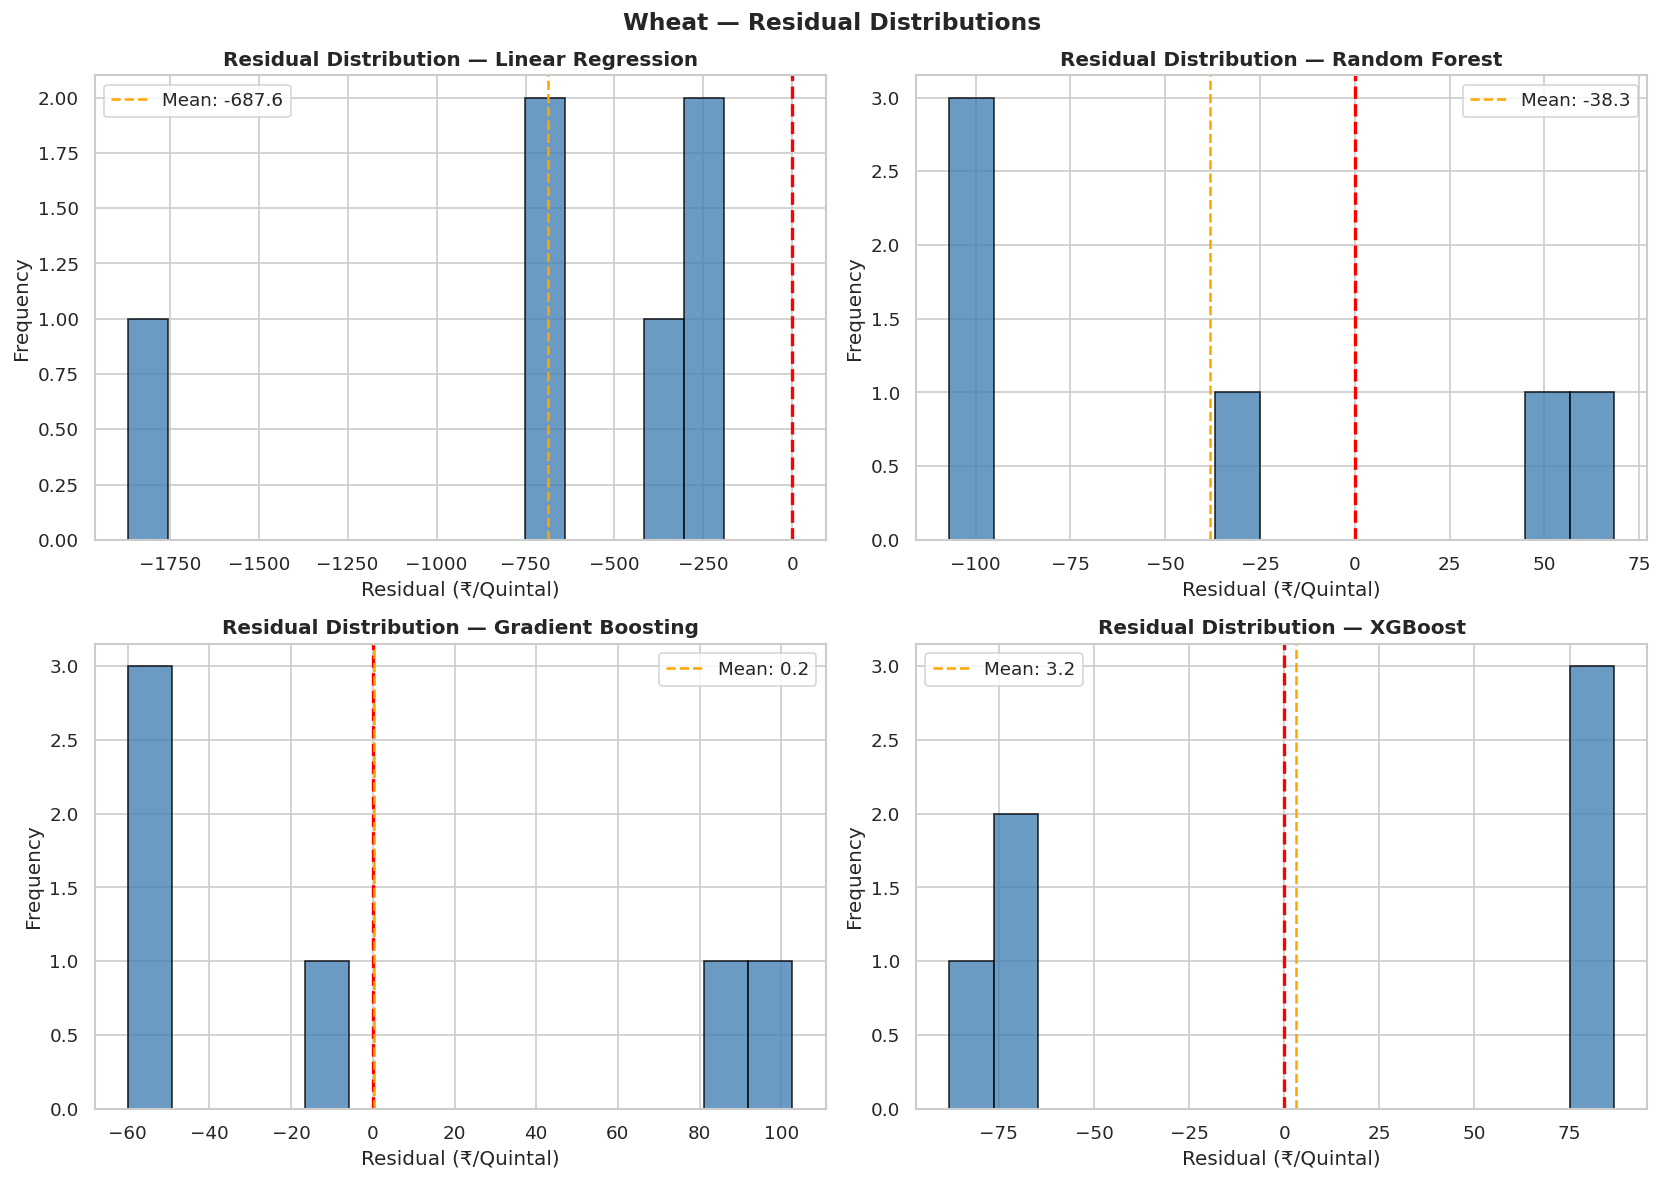 Wheat — Residual Distributions
Residual Distribution — Linear Regression
Mean: -687.6
2.00
1.75
1.50
1.25
1.00
0.75
0.50
0.25
0.00
Frequency
−1750 −1500 −1250 −1000 −750 −500 −250 0
Residual (₹/Quintal)
Residual Distribution — Random Forest
Mean: -38.3
3.0
2.5
2.0
1.5
1.0
0.5
0.0
Frequency
−100 −75 −50 −25 0 25 50 75
Residual (₹/Quintal)
Residual Distribution — Gradient Boosting
Mean: 0.2
3.0
2.5
2.0
1.5
1.0
0.5
0.0
Frequency
−60 −40 −20 0 20 40 60 80 100
Residual (₹/Quintal)
Residual Distribution — XGBoost
Mean: 3.2
3.0
2.5
2.0
1.5
1.0
0.5
0.0
Frequency
−75 −50 −25 0 25 50 75
Residual (₹/Quintal)